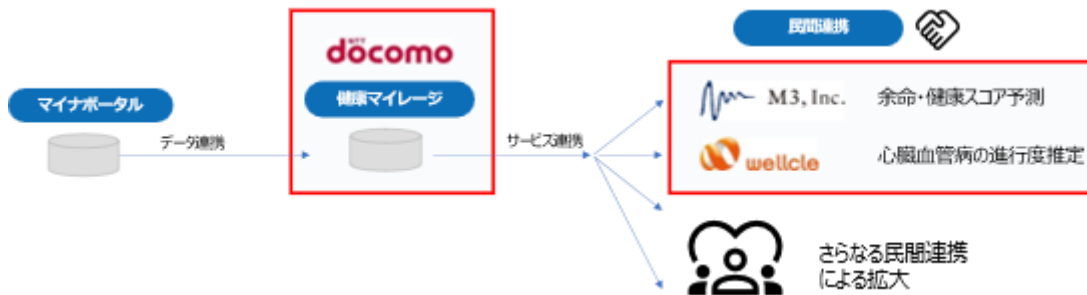 民間連携
NTT
döcomo
マイナポータル
健康マイレージ
M3, Inc.
余命・健康スコア予測
データ連携
サービス連携
wellcle
心臓血管病の進行度推定
さらなる民間連携
による拡大